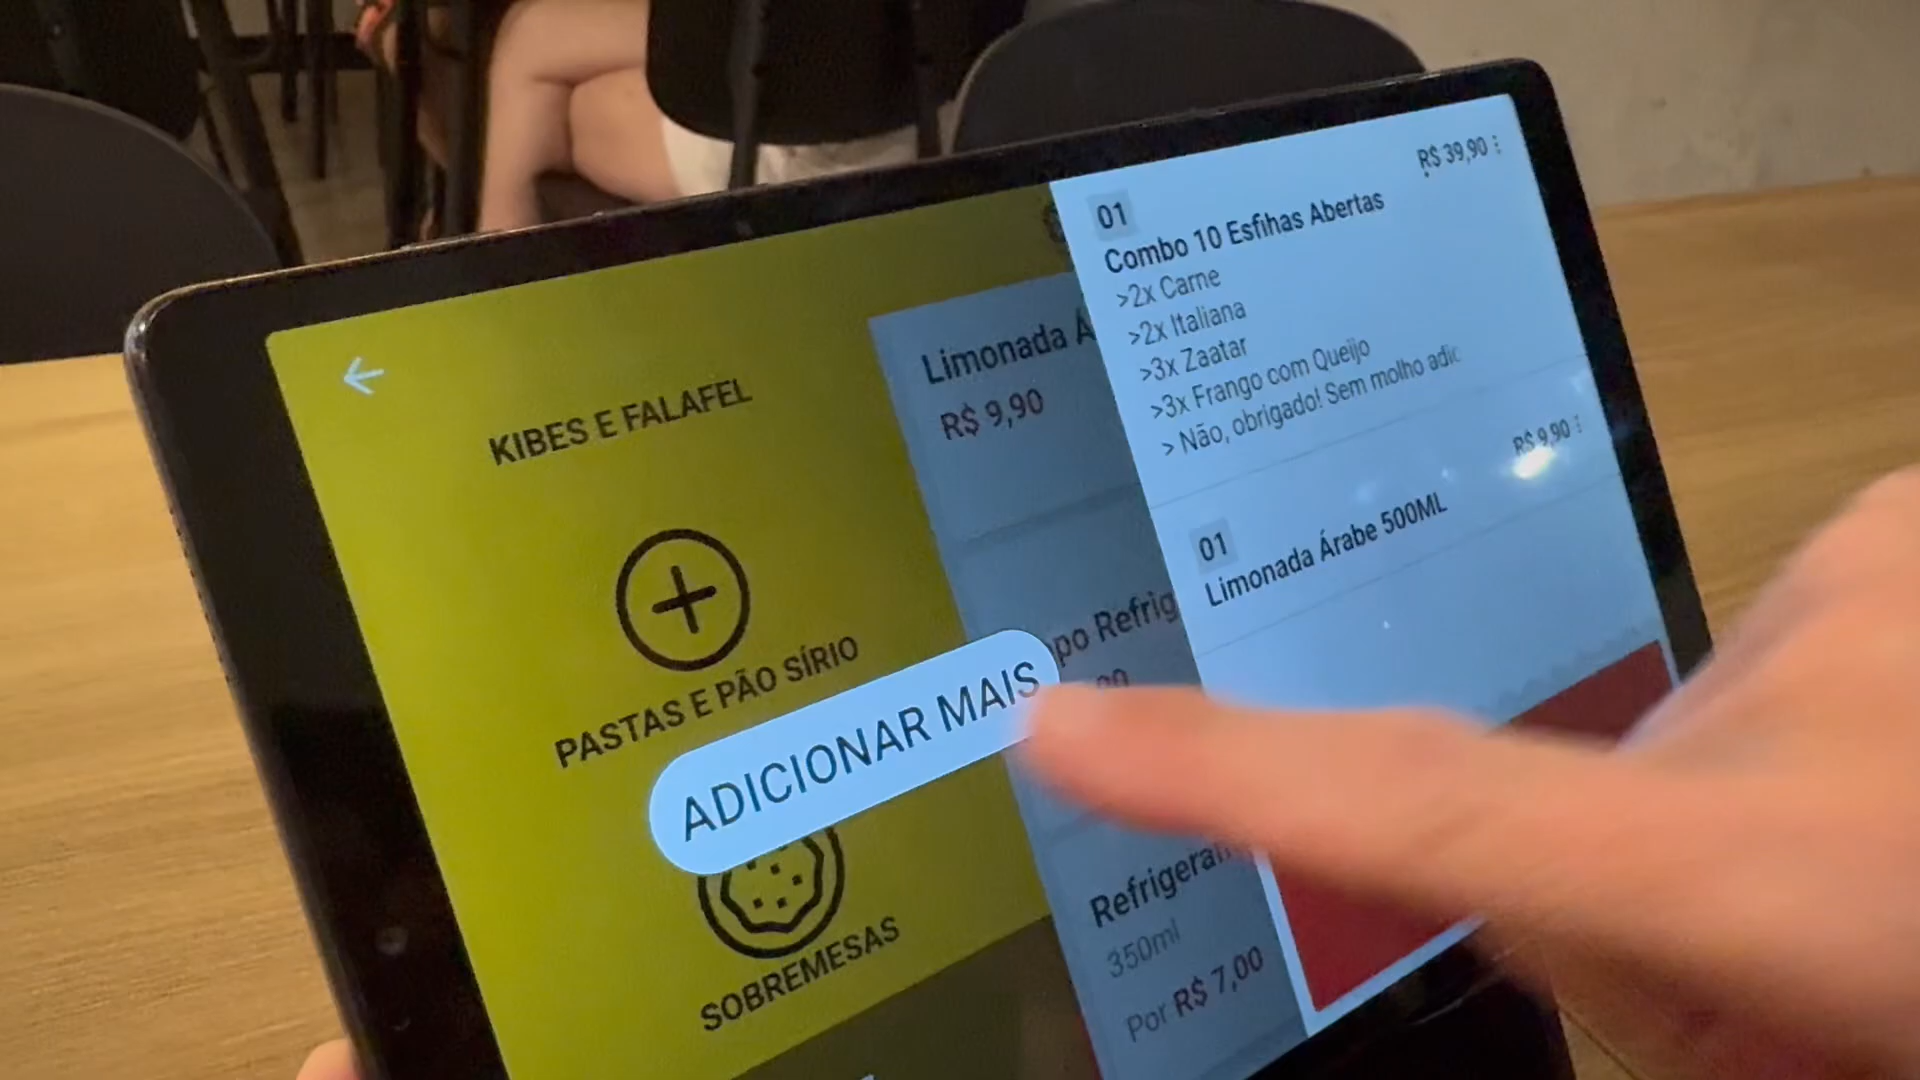 KIBES E FALAFEL
PASTAS E PÃO SÍRIO
ADICIONAR MAIS
SOBREMESAS
Limonada
R$ 9,90
350ml
Por R$ 7,00
R$ 39,90
01
Combo 10 Esfihas Abertas
>2x Carne
>2x Italiana
>3x Zaatar
>3x Frango com Queijo
> Não, obrigado! Sem molho adic
R$ 9,90
01
Limonada Árabe 500ML